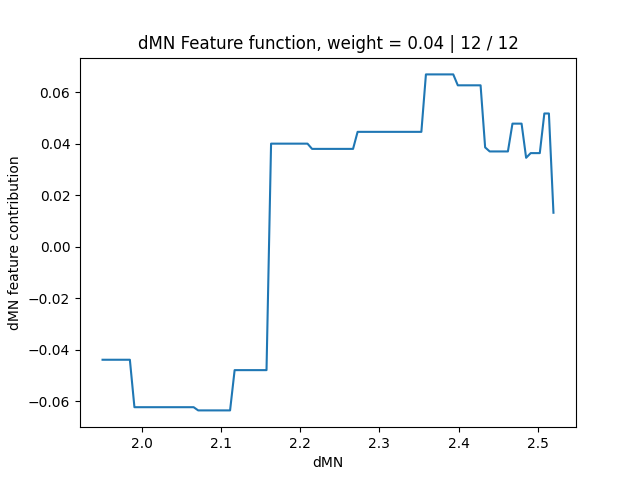 dMN Feature function, weight = 0.04 | 12 / 12
dMN feature contribution
0.06
0.04
0.02
0.00
−0.02
−0.04
−0.06
2.0 2.1 2.2 2.3 2.4 2.5
dMN